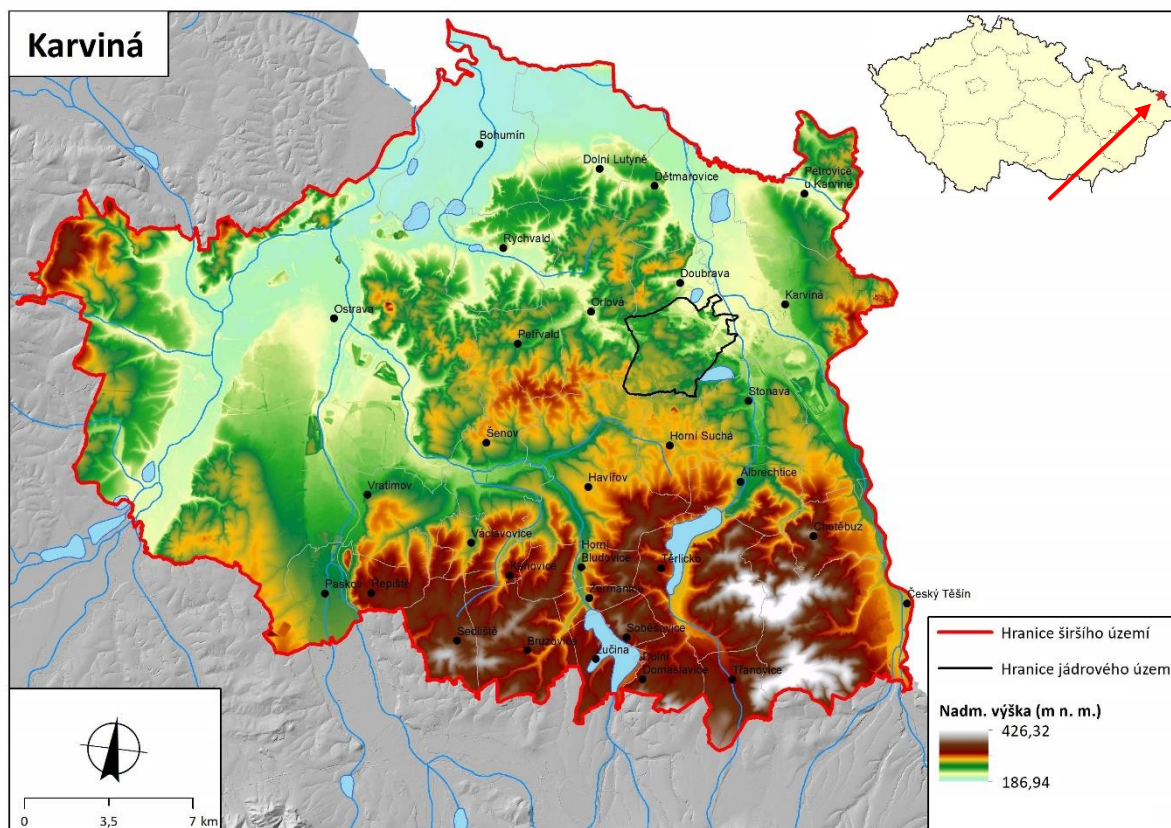 Karviná
Bohumín
Dolní Lutyně
Dětmarovice
Petrovice
u Karviné
Rychvald
Doubrava
Karviná
Orlová
Ostrava
Petřvald
Stonava
Šenov
Horní Suchá
Albrechtice
Havířov
Vratimov
Chotěbuz
Václavovice
Horní
Bludovice
Těrlicko
Kaňovice
Paskov
Řepiště
Žermanice
Český Těšín
Sedliště
Soběšovice
Bruzovice
Lučina
Dolní
Domaslavice
Třanovice
Hranice širšího území
Hranice jádrového území
Nadm. výška (m n. m.)
426,32
186,94
0
3,5
7 km